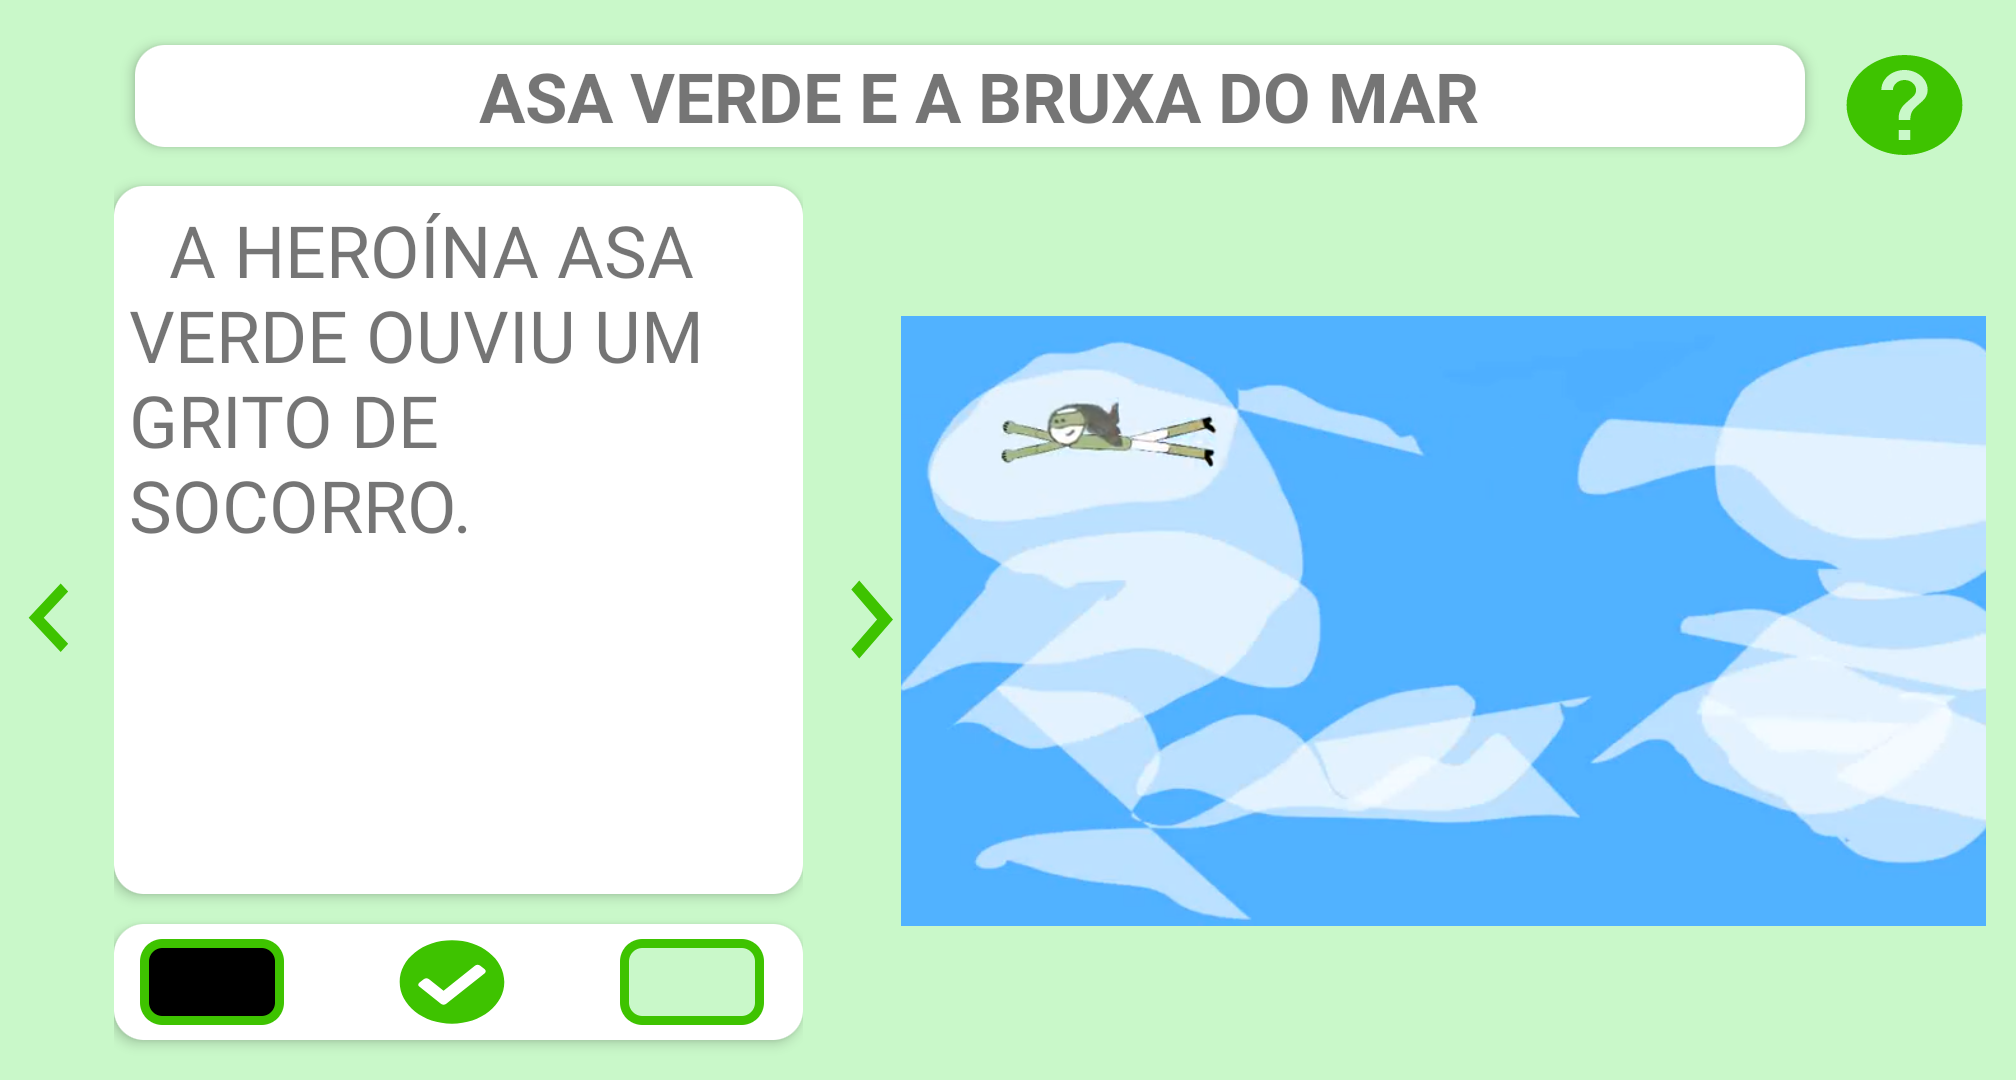 ASA VERDE E A BRUXA DO MAR
?
A HEROÍNA ASA
VERDE OUVIU UM
GRITO DE
SOCORRO.